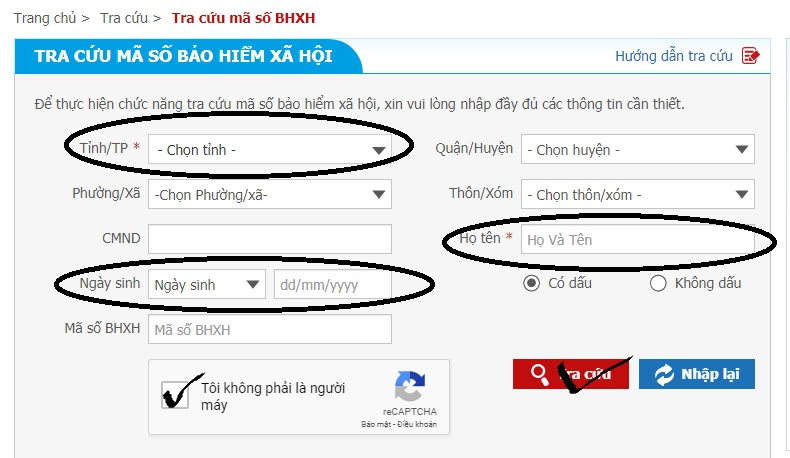 Trang chủ > Tra cứu > Tra cứu mã số BHXH
TRA CỨU MÃ SỐ BẢO HIỂM XÃ HỘI
Hướng dẫn tra cứu
Để thực hiện chức năng tra cứu mã số bảo hiểm xã hội, xin vui lòng nhập đầy đủ các thông tin cần thiết.
Tỉnh/TP * - Chọn tỉnh - Quận/Huyện - Chọn huyện -
Phường/Xã -Chọn Phường/xã- Thôn/Xóm - Chọn thôn/xóm -
CMND Họ tên * Họ Và Tên
Ngày sinh Ngày sinh dd/mm/yyyy Có dấu Không dấu
Mã số BHXH Mã số BHXH
Tôi không phải là người
máy
reCAPTCHA
Bảo mật - Điều khoản
Tra cứu Nhập lại